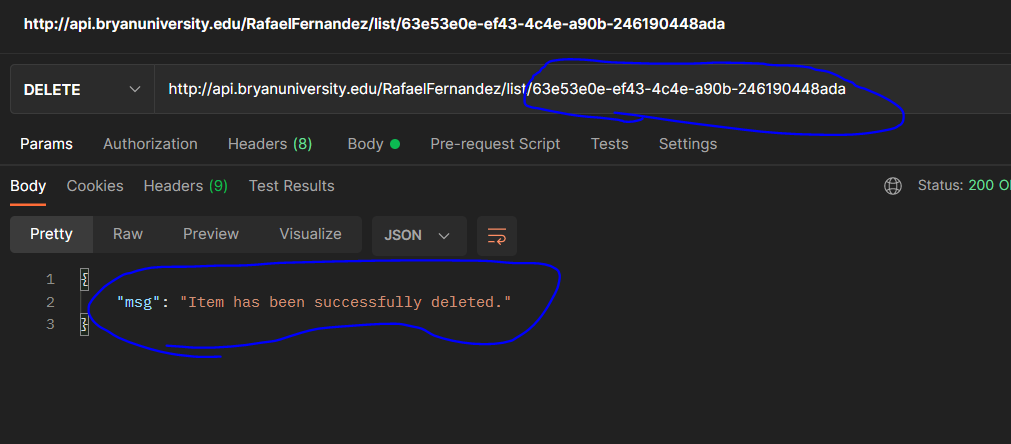 http://api.bryanuniversity.edu/RafaelFernandez/list/63e53e0e-ef43-4c4e-a90b-246190448ada
DELETE http://api.bryanuniversity.edu/RafaelFernandez/list/63e53e0e-ef43-4c4e-a90b-246190448ada
Params Authorization Headers (8) Body Pre-request Script Tests Settings
Body Cookies Headers (9) Test Results Status: 200 O
Pretty Raw Preview Visualize JSON
1 {
2 "msg": "Item has been successfully deleted."
3 }